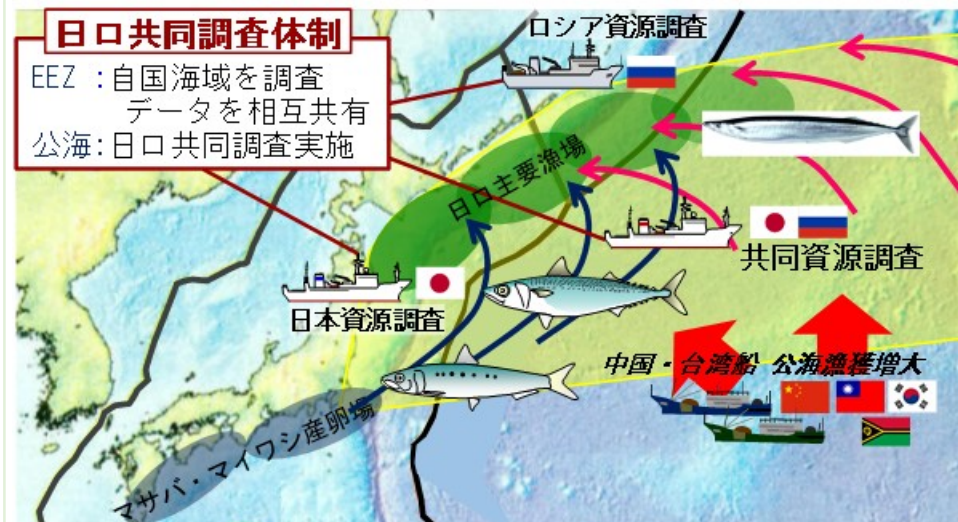 日ロ共同調査体制
EEZ：自国海域を調査
データを相互共有
公海：日ロ共同調査実施
ロシア資源調査
日ロ主要漁場
共同資源調査
日本資源調査
中国・台湾船 公海漁獲増大
マサバ・マイワシ産卵場